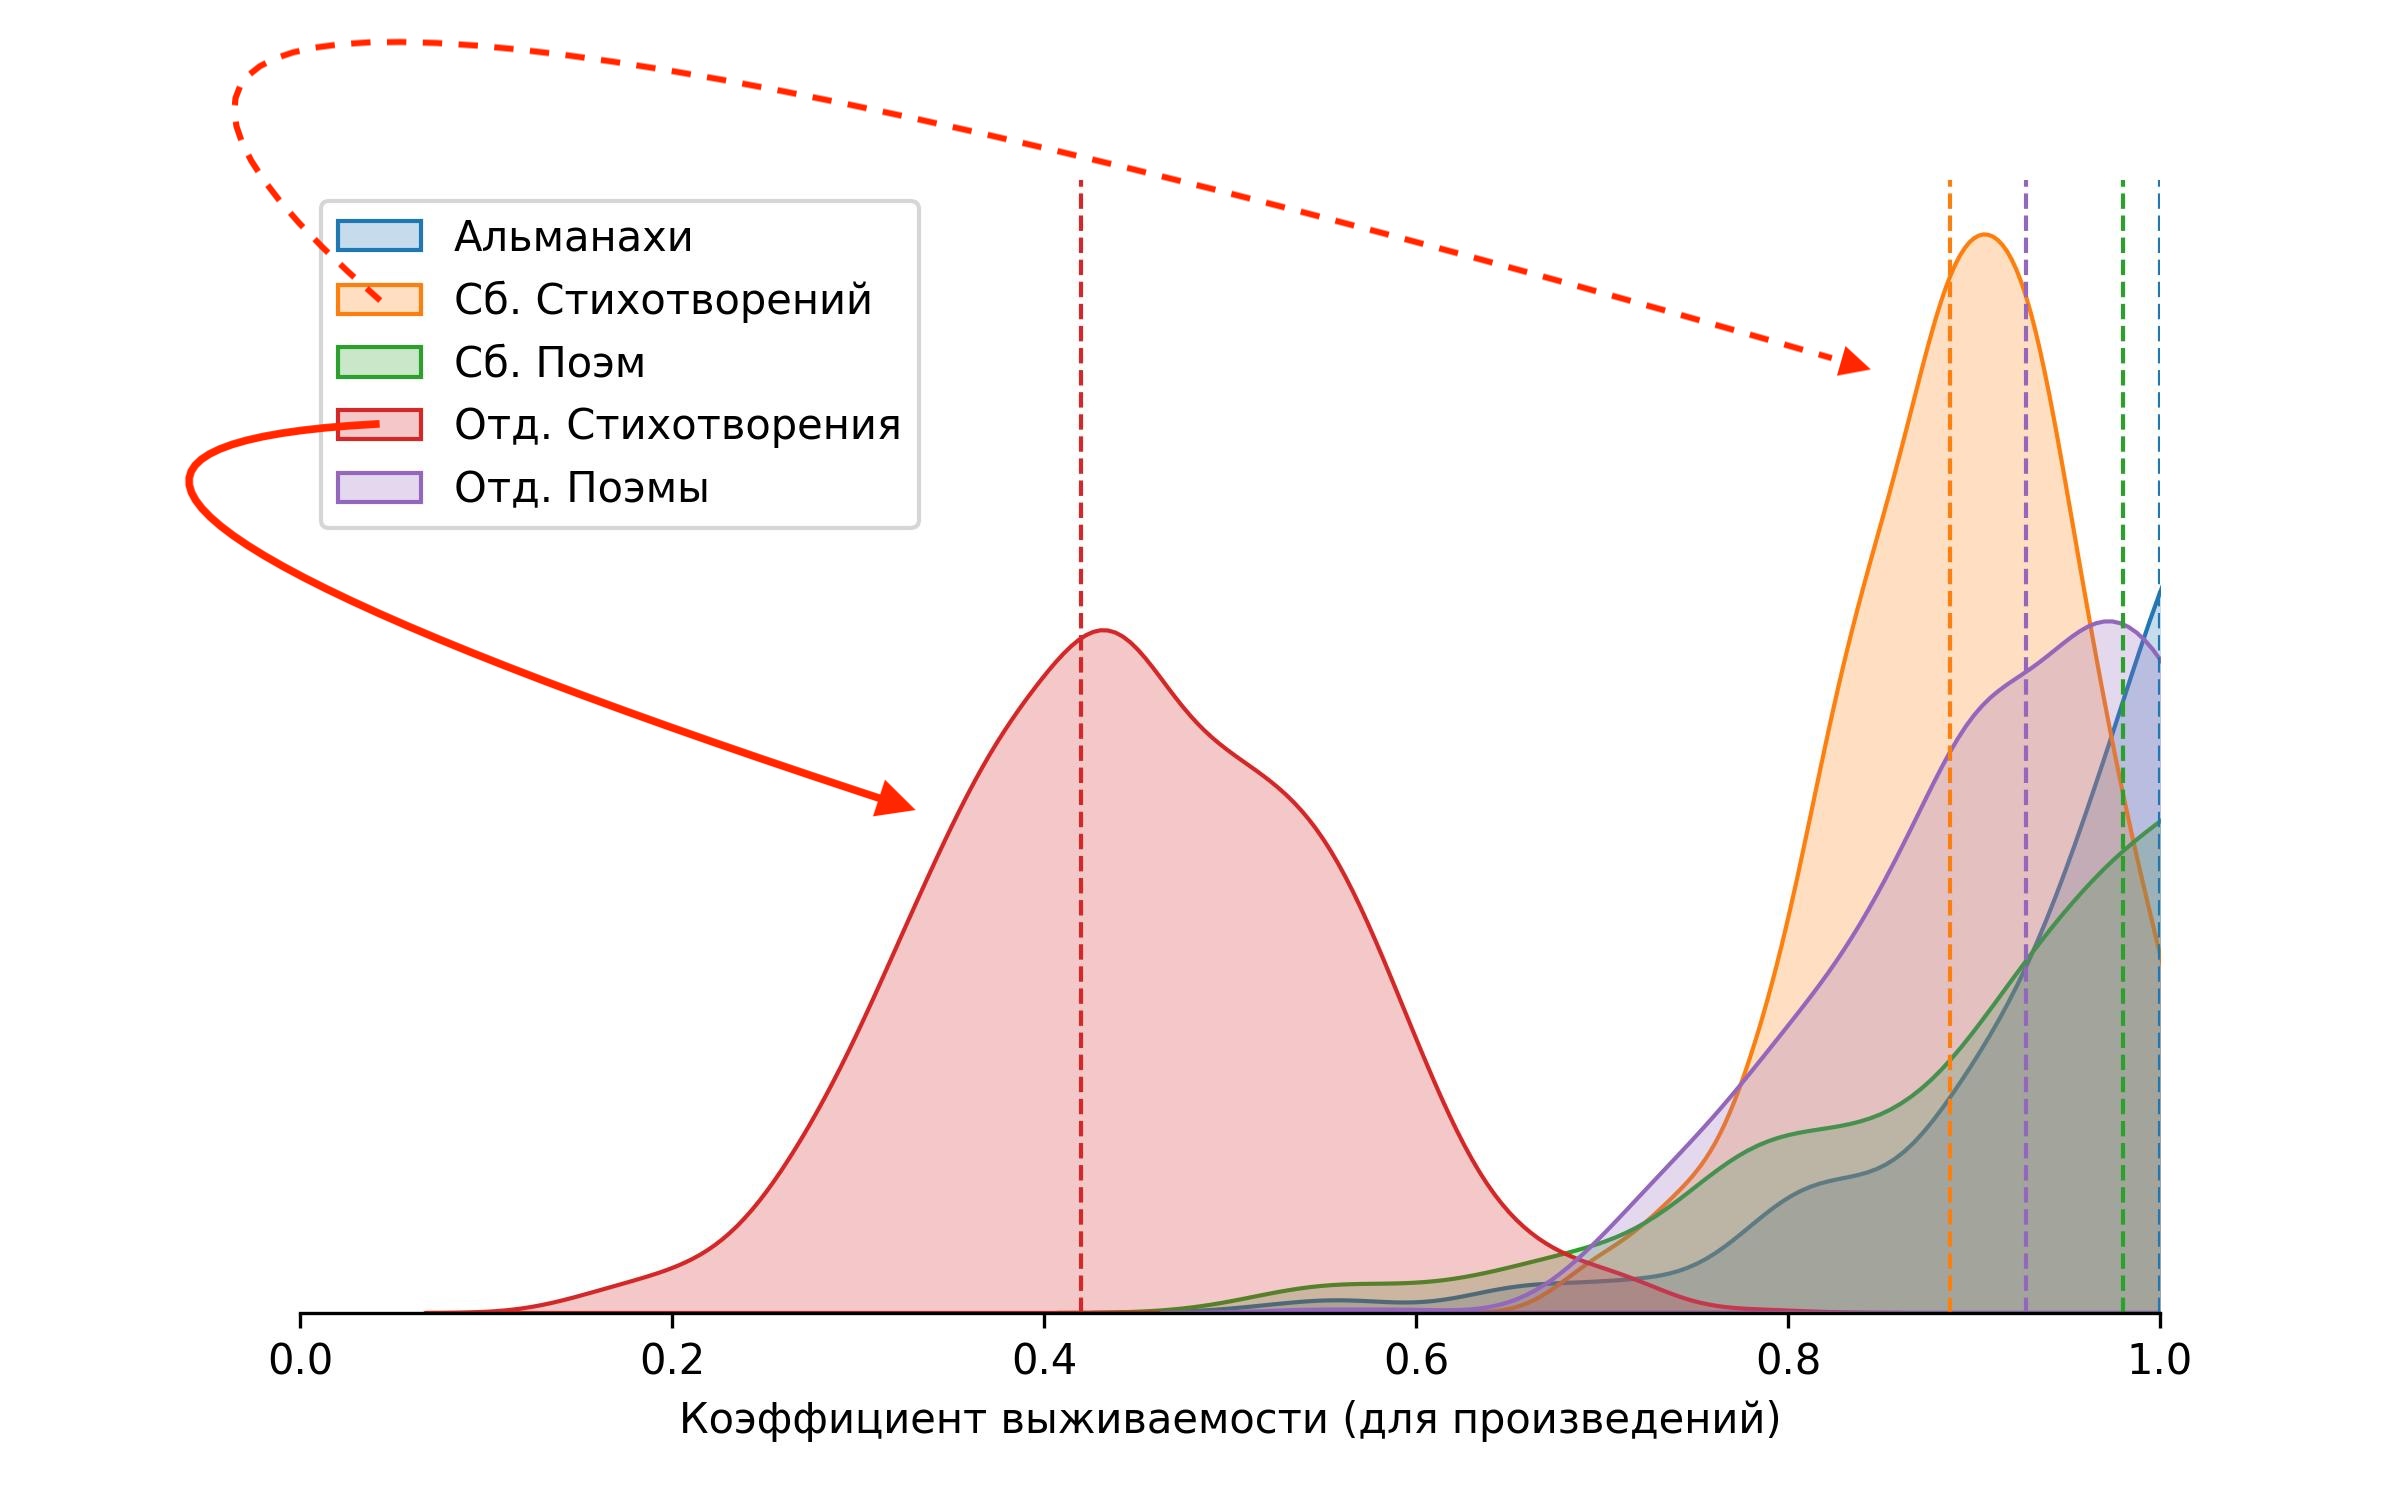 Альманахи
Сб. Стихотворений
Сб. Поэм
Отд. Стихотворения
Отд. Поэмы
0.0 0.2 0.4 0.6 0.8 1.0
Коэффициент выживаемости (для произведений)